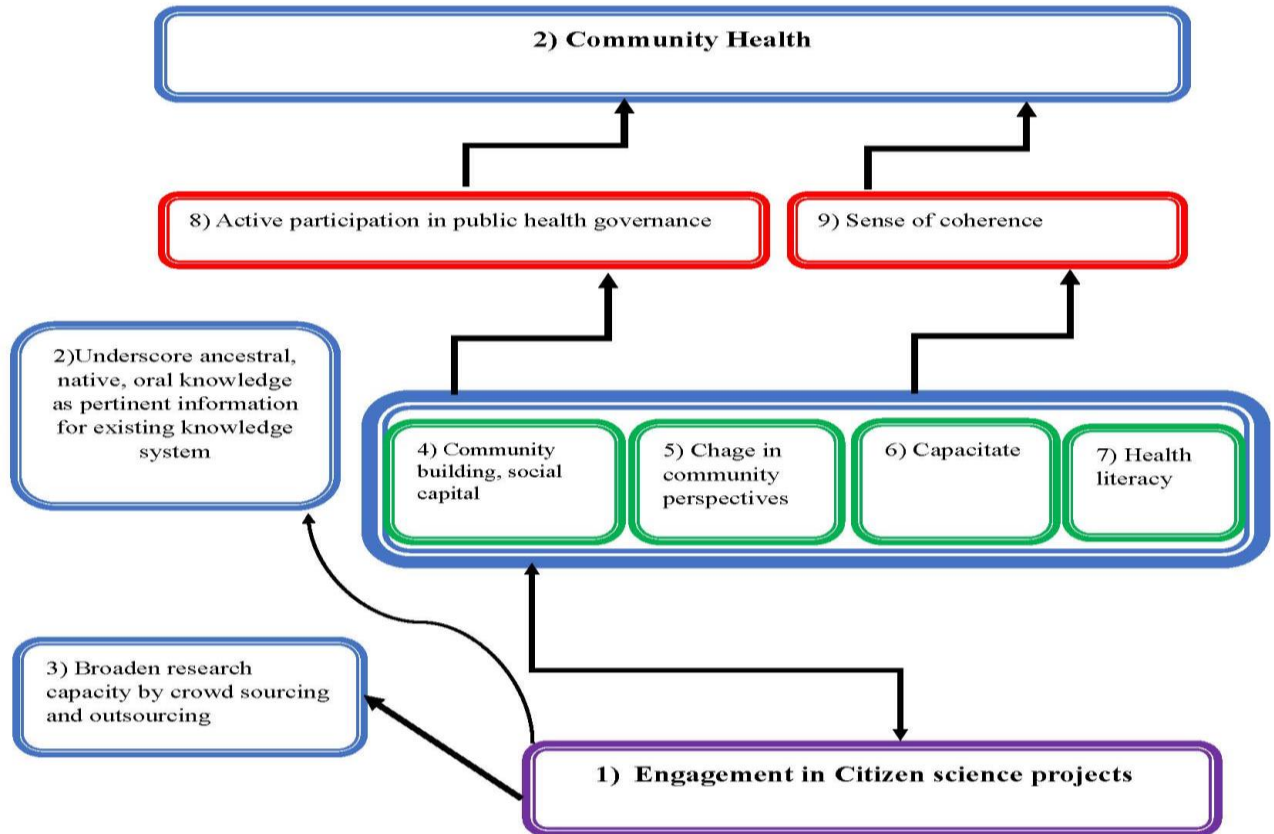 2) Community Health
8) Active participation in public health governance
9) Sense of coherence
2)Underscore ancestral,
native, oral knowledge
as pertinent information
for existing knowledge
system
4) Community
building, social
capital
5) Chage in
community
perspectives
6) Capacitate
7) Health
literacy
3) Broaden research
capacity by crowd sourcing
and outsourcing
1) Engagement in Citizen science projects